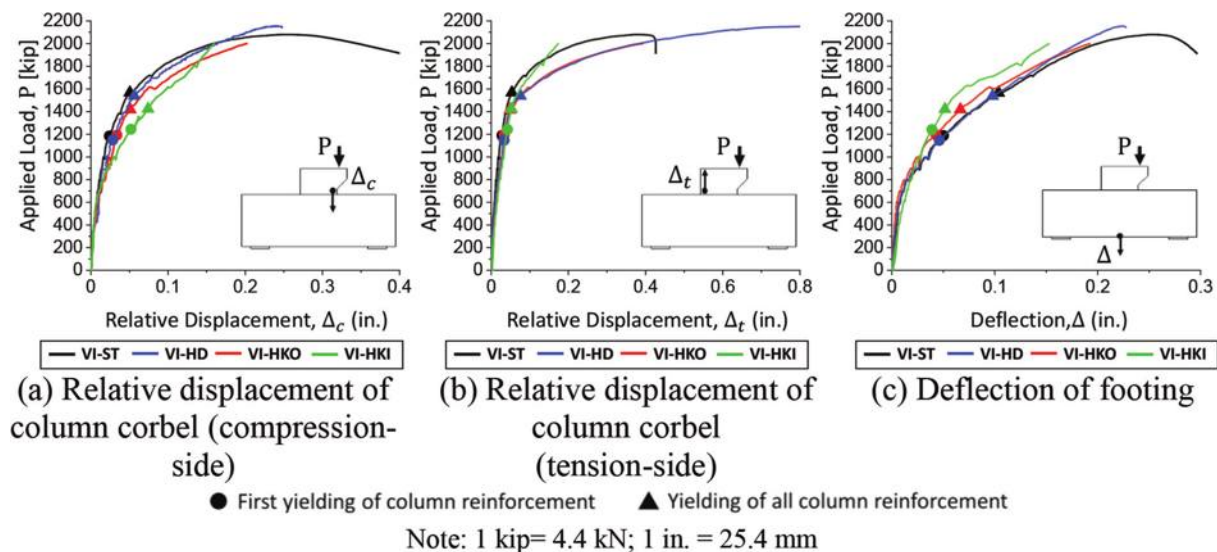 Applied Load, P [kip]
2200
2000
1800
1600
1400
1200
1000
800
600
400
200
0
0 0.1 0.2 0.3 0.4
P
Δc
Relative Displacement, Δc (in.)
VI-ST VI-HD VI-HKO VI-HKI
(a) Relative displacement of
column corbel (compression-
side)
Applied Load, P [kip]
2200
2000
1800
1600
1400
1200
1000
800
600
400
200
0
0 0.2 0.4 0.6 0.8
P
Δt
Relative Displacement, Δt (in.)
VI-ST VI-HD VI-HKO VI-HKI
(b) Relative displacement of
column corbel
(tension-side)
Applied Load, P [kip]
2200
2000
1800
1600
1400
1200
1000
800
600
400
200
0
0 0.1 0.2 0.3
P
Δ
Deflection,Δ (in.)
VI-ST VI-HD VI-HKO VI-HKI
(c) Deflection of footing
First yielding of column reinforcement Yielding of all column reinforcement
Note: 1 kip= 4.4 kN; 1 in. = 25.4 mm